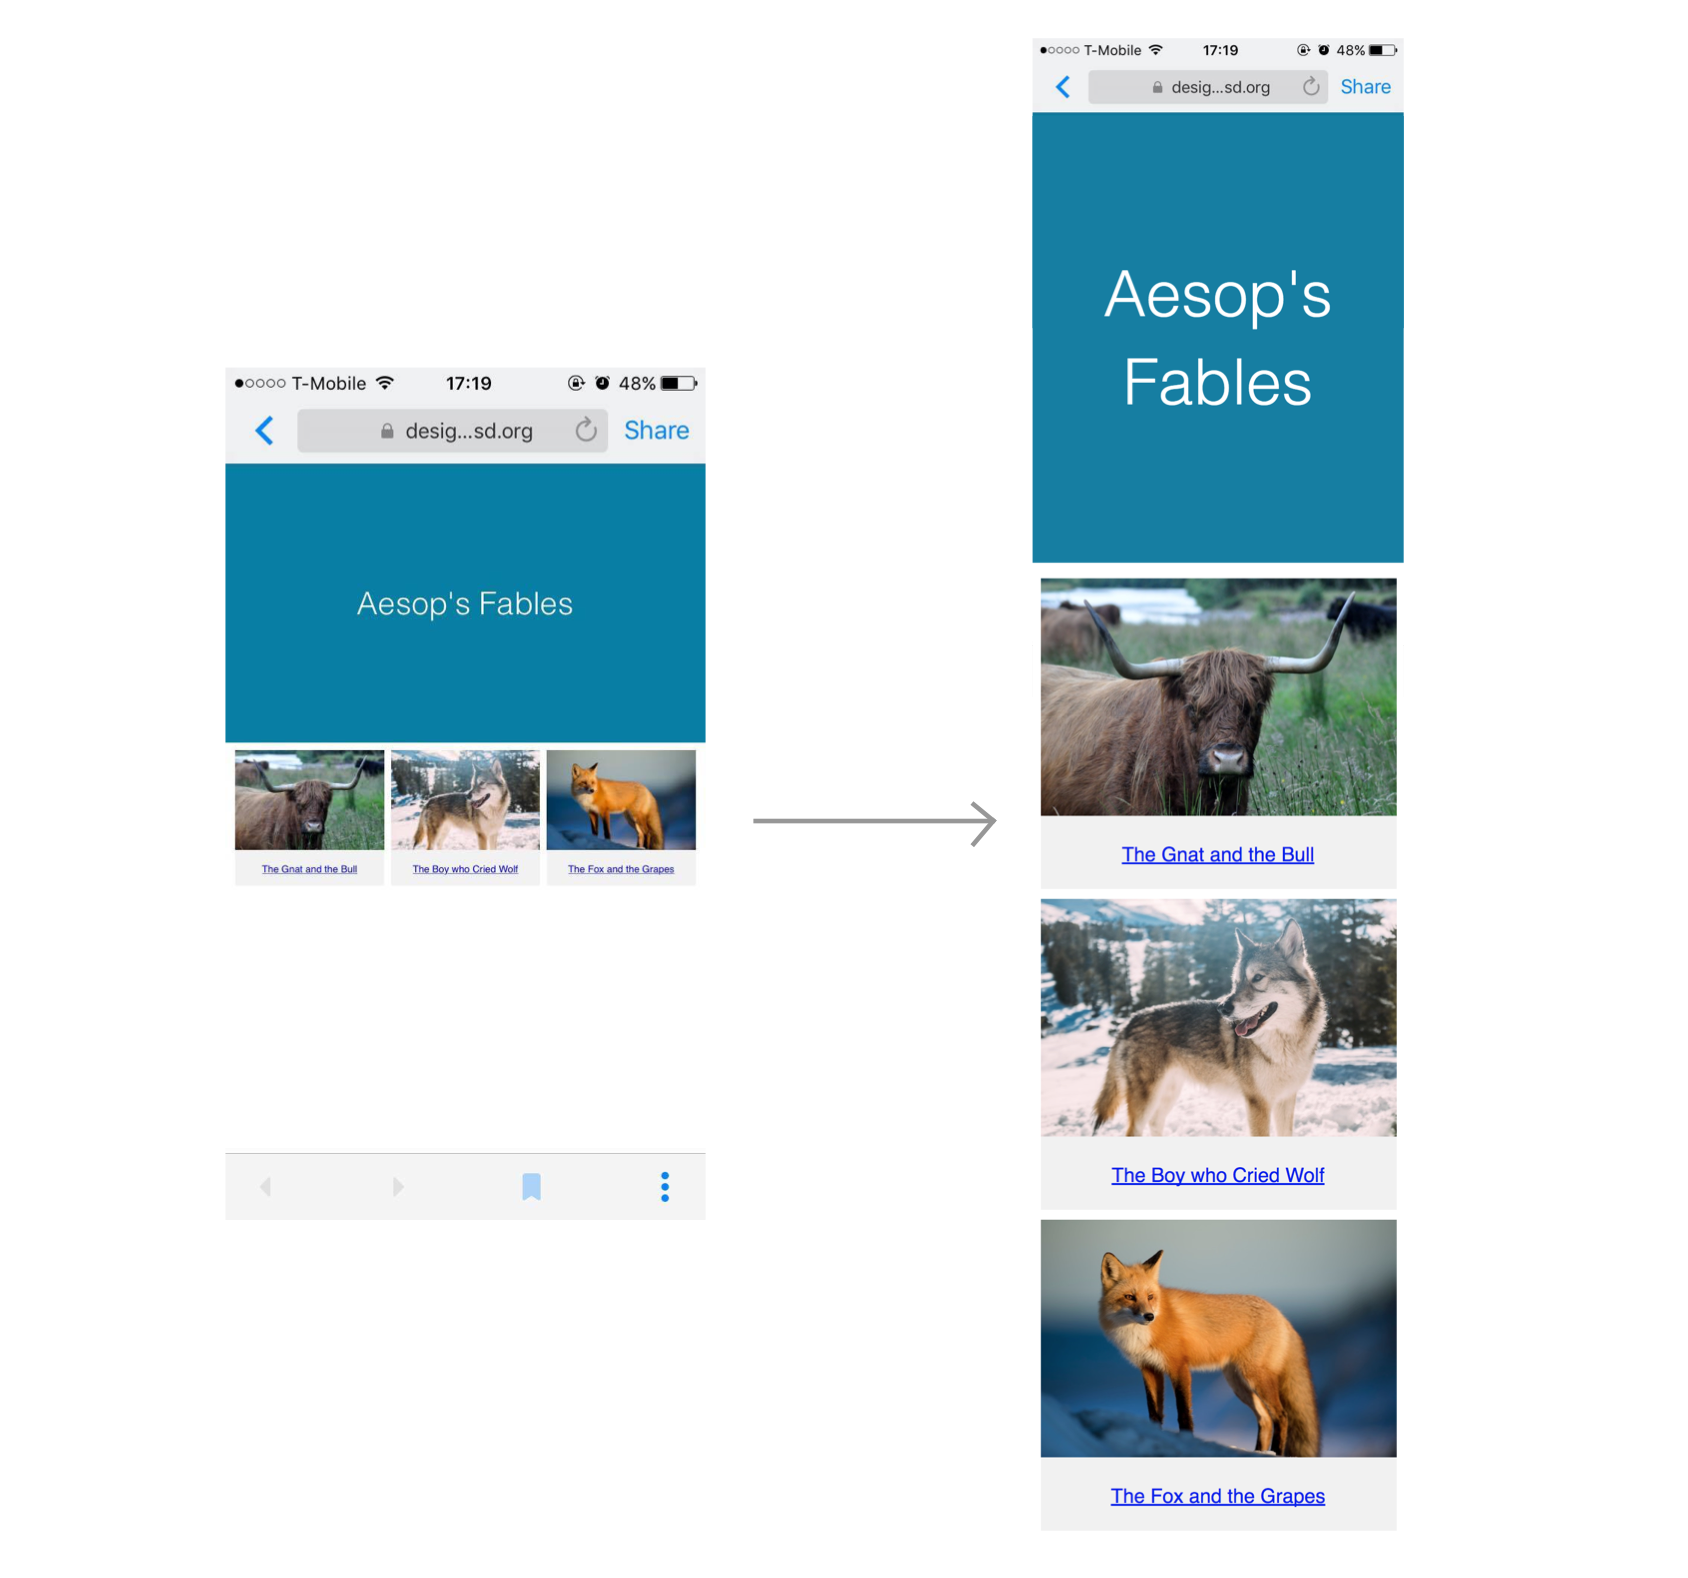 T-Mobile 17:19 48%
desig...sd.org Share
Aesop's Fables
The Gnat and the Bull The Boy who Cried Wolf The Fox and the Grapes
T-Mobile 17:19 48%
desig...sd.org Share
Aesop's
Fables
The Gnat and the Bull
The Boy who Cried Wolf
The Fox and the Grapes